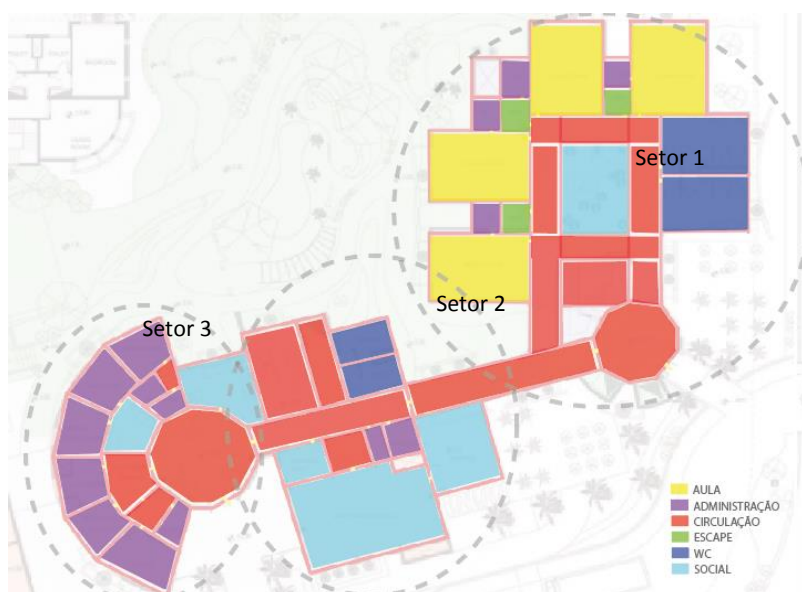 Setor 1
Setor 2
Setor 3
AULA
ADMINISTRAÇÃO
CIRCULAÇÃO
ESCAPE
WC
SOCIAL